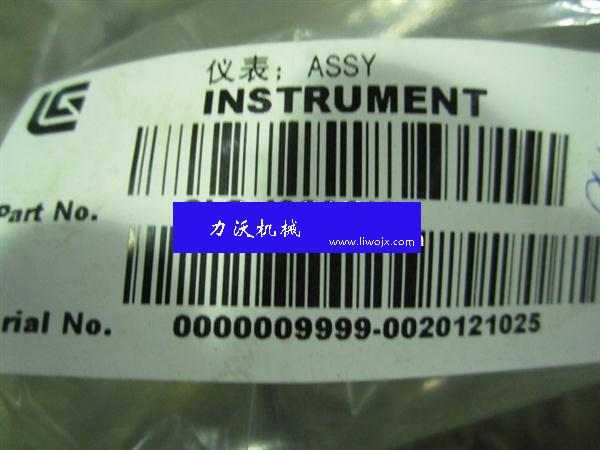 仪表; ASSY
INSTRUMENT
Part No.
力沃机械
www.liwojx.com
rial No. 0000009999-0020121025